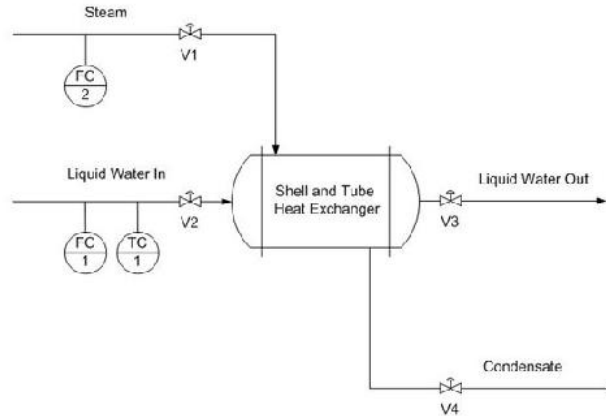 Steam
V1
FC
2
Liquid Water In
V2
FC
1
TC
1
Shell and Tube
Heat Exchanger
Liquid Water Out
V3
Condensate
V4